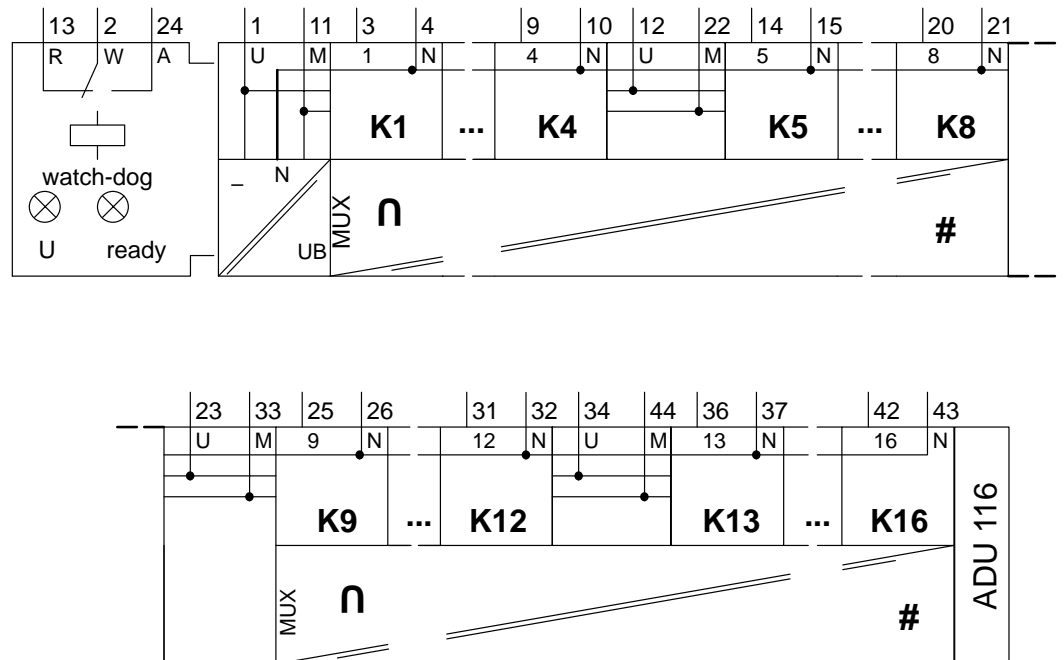 13 2 24 1 11 3 4 9 10 12 22 14 15 20 21
R W A U M 1 N 4 N U M 5 N 8 N
K1 ... K4 K5 ... K8
watch-dog
– N
U ready
UB
MUX
∩
#
23 33 25 26 31 32 34 44 36 37 42 43
U M 9 N 12 N U M 13 N 16 N
K9 ... K12 K13 ... K16
MUX
∩
#
ADU 116